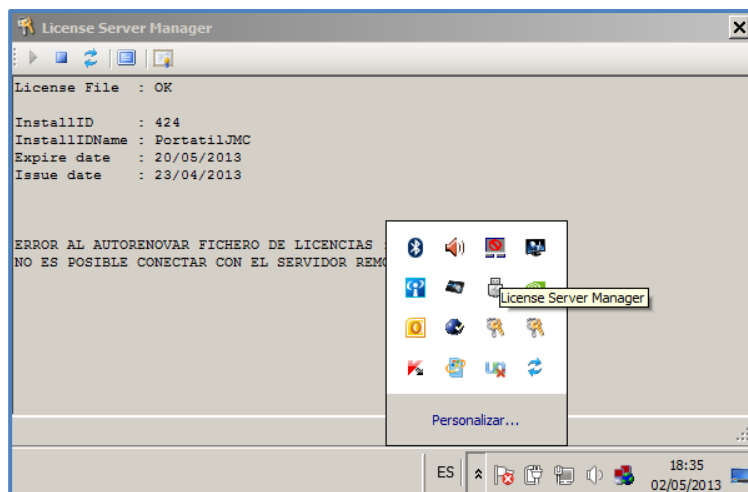 License Server Manager
License File : OK
InstallID : 424
InstallIDName : PortatilJMC
Expire date : 20/05/2013
Issue date : 23/04/2013
ERROR AL AUTORENOVAR FICHERO DE LICENCIAS :
NO ES POSIBLE CONECTAR CON EL SERVIDOR REMO
License Server Manager
Personalizar...
ES
18:35
02/05/2013